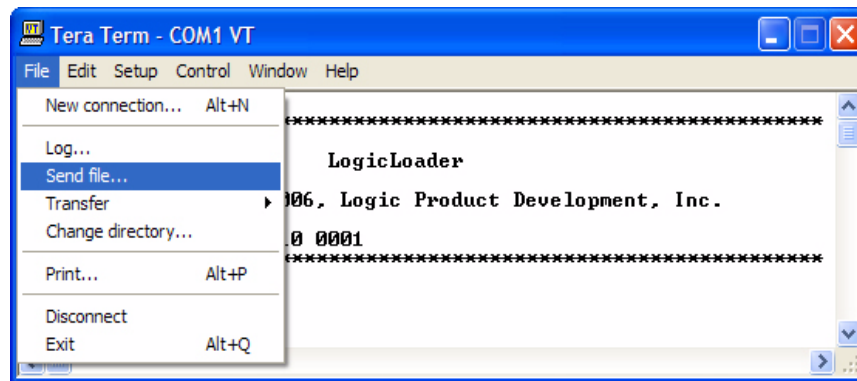 Tera Term - COM1 VT
File Edit Setup Control Window Help
New connection... Alt+N
Log...
Send file...
Transfer
Change directory...
Print... Alt+P
Disconnect
Exit Alt+Q
*********************************************
LogicLoader
006, Logic Product Development, Inc.
.0 0001
*********************************************